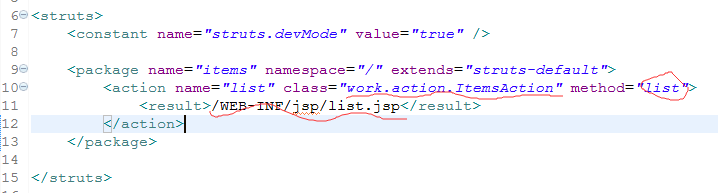 6 <struts>
7 <constant name="struts.devMode" value="true" />
8
9 <package name="items" namespace="/" extends="struts-default">
10 <action name="list" class="work.action.ItemsAction" method="list">
11 <result>/WEB-INF/jsp/list.jsp</result>
12 </action>
13 </package>
14
15 </struts>